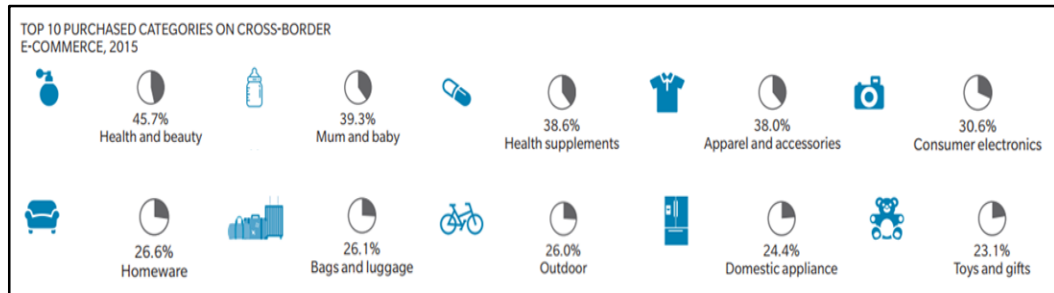 TOP 10 PURCHASED CATEGORIES ON CROSS-BORDER
E-COMMERCE, 2015
45.7%
Health and beauty
39.3%
Mum and baby
38.6%
Health supplements
38.0%
Apparel and accessories
30.6%
Consumer electronics
26.6%
Homeware
26.1%
Bags and luggage
26.0%
Outdoor
24.4%
Domestic appliance
23.1%
Toys and gifts